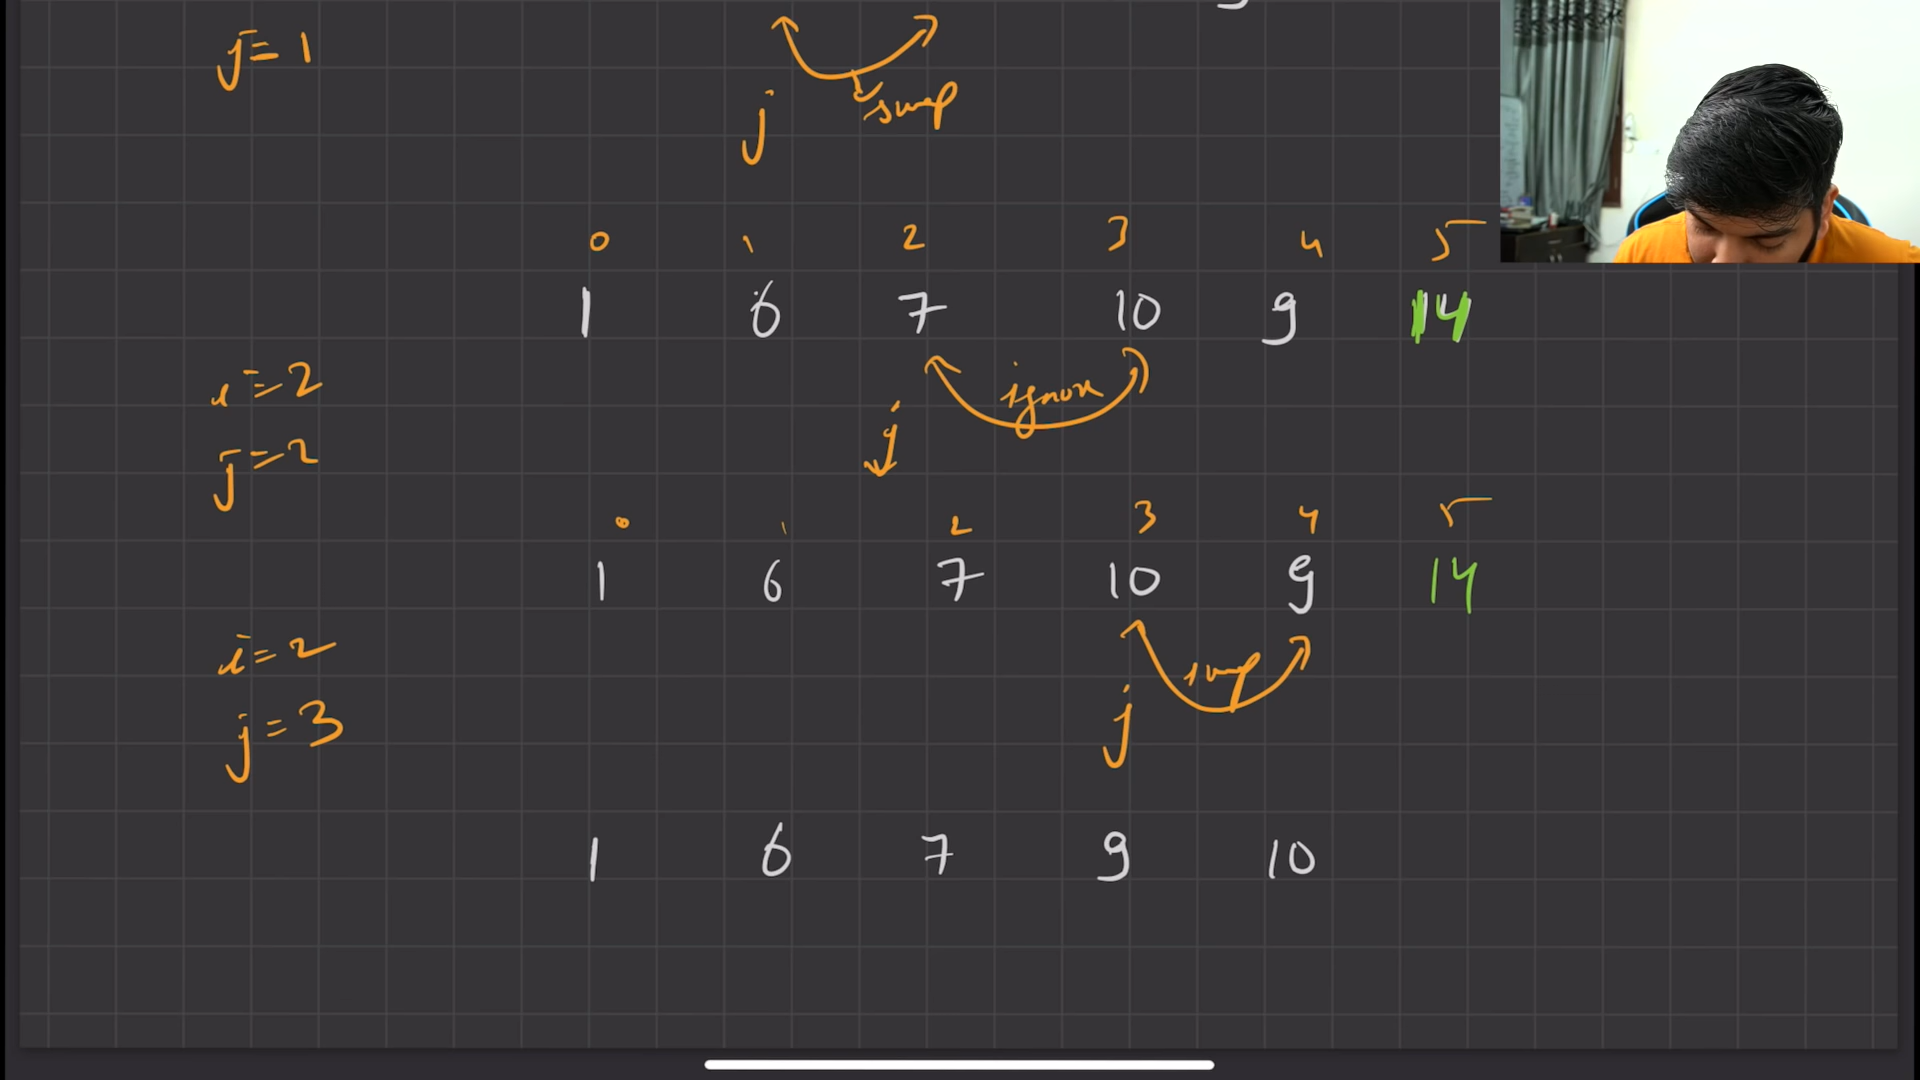 j = 1
swap
j
0 1 2 3 4 5
1 6 7 10 9 14
i = 2
ignore
j = 2
j
0 1 2 3 4 5
1 6 7 10 9 14
i = 2
swap
j = 3
j
1 6 7 9 10